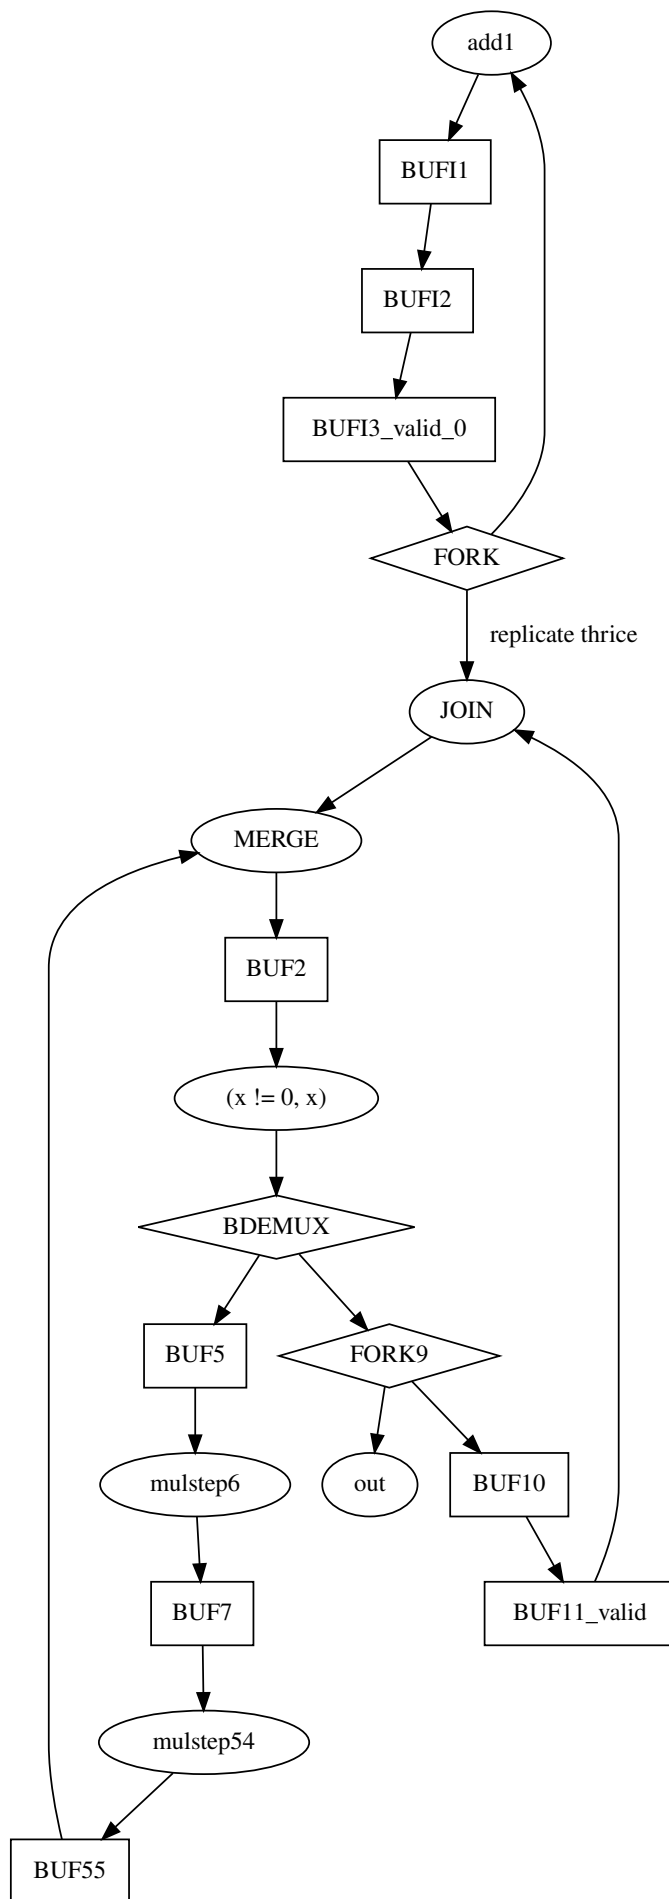 add1
BUFI1
BUFI2
BUFI3_valid_0
FORK
replicate thrice
JOIN
MERGE
BUF2
(x != 0, x)
BDEMUX
BUF5
FORK9
mulstep6
out
BUF10
BUF7
BUF11_valid
mulstep54
BUF55